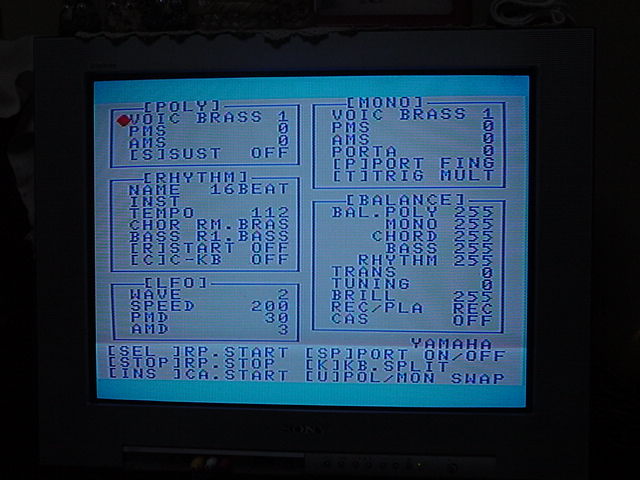 [POLY]
VOIC BRASS 1
PMS 0
AMS 0
[S]SUST OFF
[RHYTHM]
NAME 16BEAT
INST
TEMPO 112
CHOR RM.BRAS
BASS R1.BASS
[R]START OFF
[C]C-KB OFF
[LFO]
WAVE 2
SPEED 200
PMD 30
AMD 3
[MONO]
VOIC BRASS 1
PMS 0
AMS 0
PORTA 0
[P]PORT FING
[T]TRIG MULT
[BALANCE]
BAL.POLY 255
MONO 255
CHORD 255
BASS 255
RHYTHM 255
TRANS 0
TUNING 0
BRILL 255
REC/PLA REC
CAS OFF
YAMAHA
[SEL ]RP.START [SP]PORT ON/OFF
[STOP]RP.STOP [K]KB.SPLIT
[INS ]CA.START [U]POL/MON SWAP
SONY